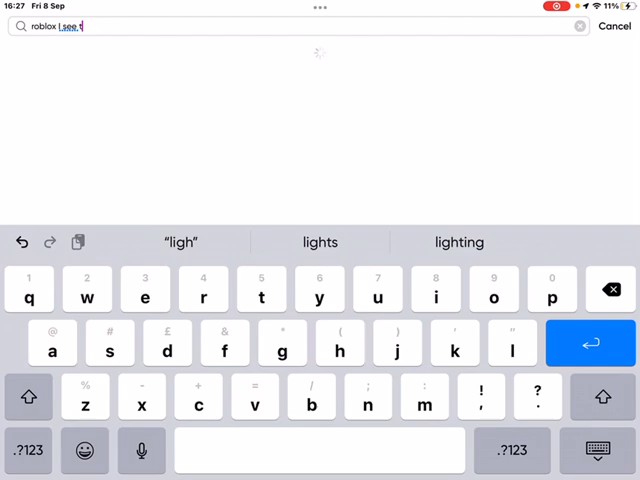 16:27 Fri 8 Sep 11%
roblox I see t Cancel
“ligh” lights lighting
1 2 3 4 5 6 7 8 9 0
q w e r t y u i o p
@ # £ & * ( ) ' "
a s d f g h j k l
% - + = / ; : ! ?
z x c v b n m , .
.?123 .?123